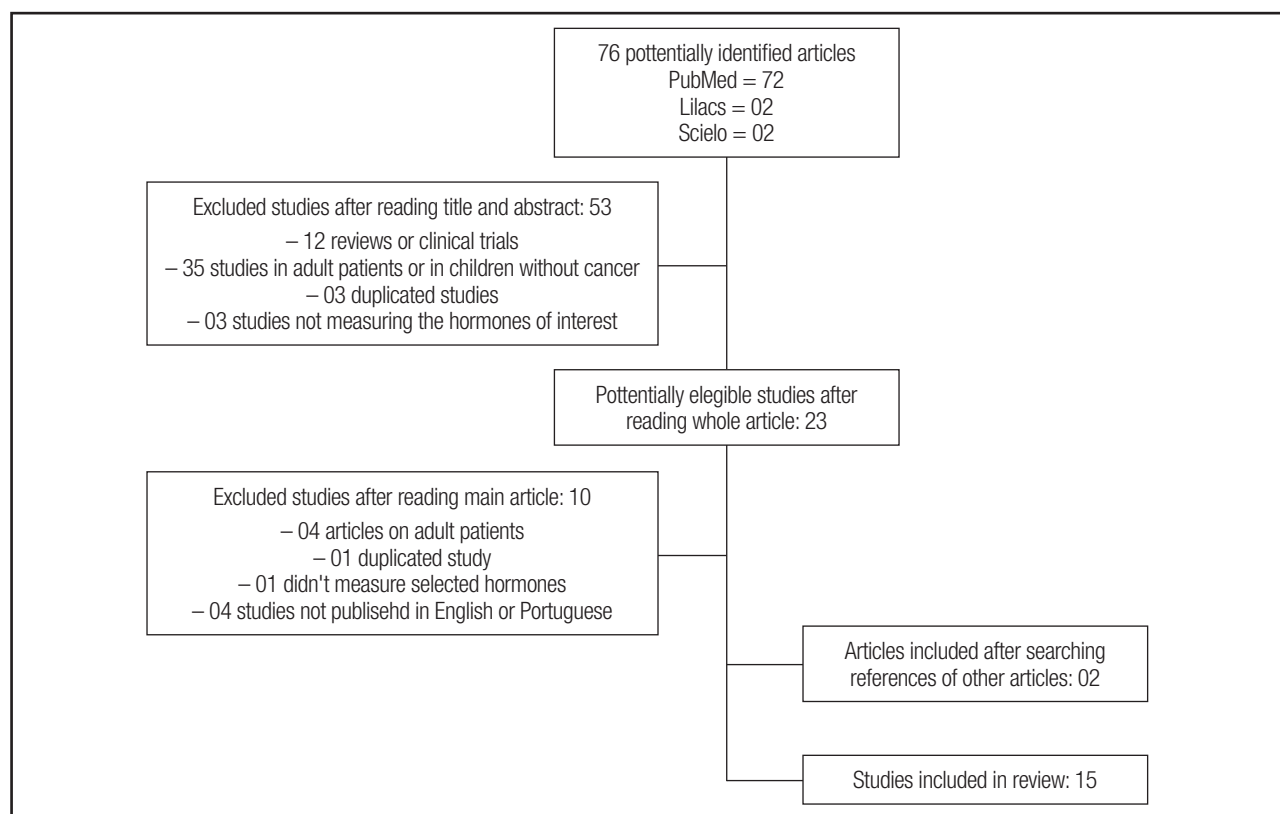 76 pottentially identified articles
PubMed = 72
Lilacs = 02
Scielo = 02
Excluded studies after reading title and abstract: 53
– 12 reviews or clinical trials
– 35 studies in adult patients or in children without cancer
– 03 duplicated studies
– 03 studies not measuring the hormones of interest
Pottentially elegible studies after
reading whole article: 23
Excluded studies after reading main article: 10
– 04 articles on adult patients
– 01 duplicated study
– 01 didn't measure selected hormones
– 04 studies not publisehd in English or Portuguese
Articles included after searching
references of other articles: 02
Studies included in review: 15